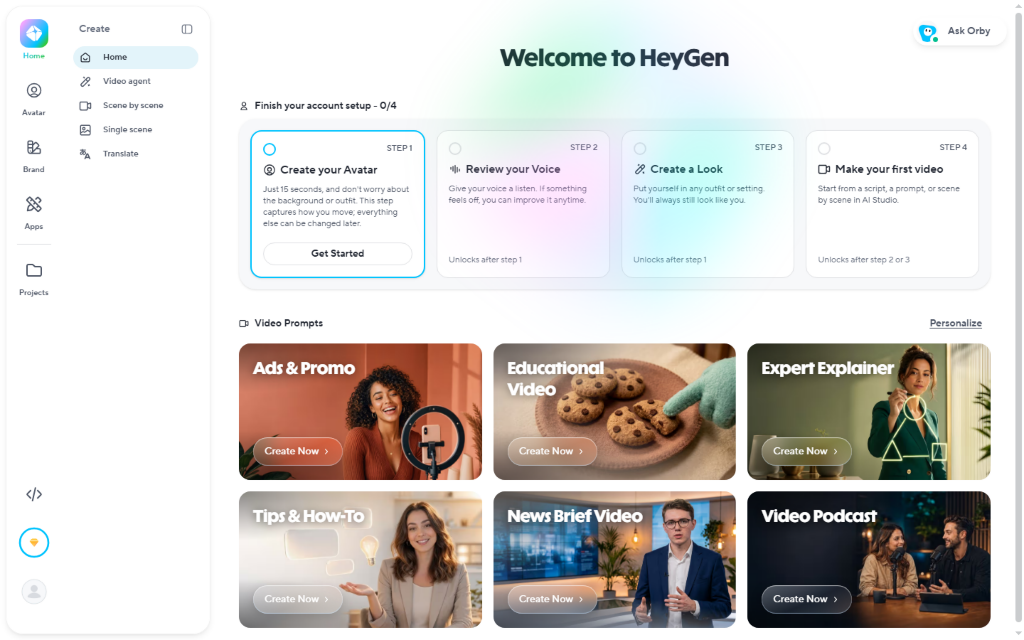 Create
Home
Home
Video agent
Scene by scene
Single scene
Translate
Avatar
Brand
Apps
Projects
Ask Orby
Welcome to HeyGen
Finish your account setup - 0/4
STEP 1
Create your Avatar
Just 15 seconds, and don't worry about
the background or outfit. This step
captures how you move; everything
else can be changed later.
Get Started
STEP 2
Review your Voice
Give your voice a listen. If something
feels off, you can improve it anytime.
Unlocks after step 1
STEP 3
Create a Look
Put yourself in any outfit or setting.
You'll always still look like you.
Unlocks after step 1
STEP 4
Make your first video
Start from a script, a prompt, or scene
by scene in AI Studio.
Unlocks after step 2 or 3
Video Prompts
Personalize
Ads & Promo
Create Now ›
Educational
Video
Create Now ›
Expert Explainer
Create Now ›
Tips & How-To
Create Now ›
News Brief Video
Create Now ›
Video Podcast
Create Now ›